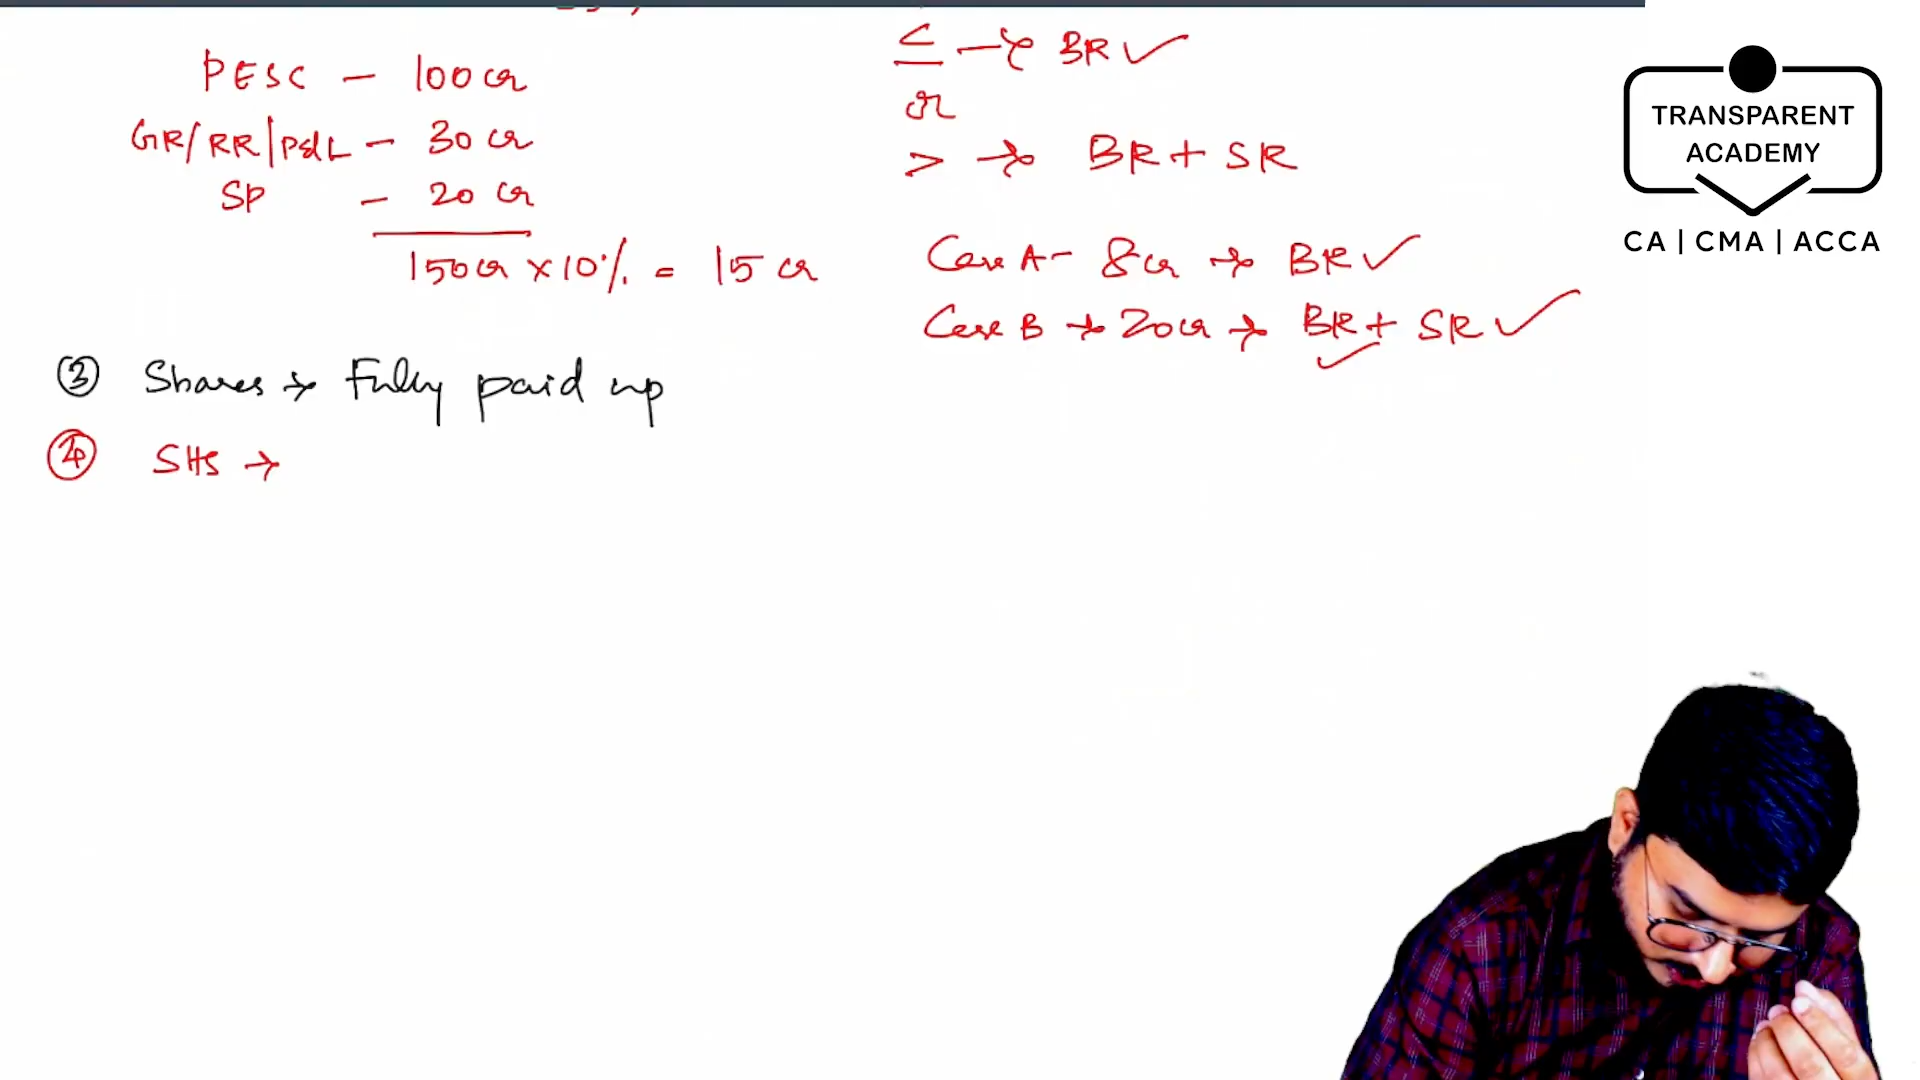 PESC - 100 cr
GR/RR/P&L - 30 cr
SP - 20 cr
150 cr × 10% = 15 cr
≤ → BR ✓
or
> → BR + SR
Case A - 8 cr → BR ✓
Case B → 20 cr → BR + SR ✓
③ Shares → Fully paid up
④ SHS →
TRANSPARENT
ACADEMY
CA | CMA | ACCA